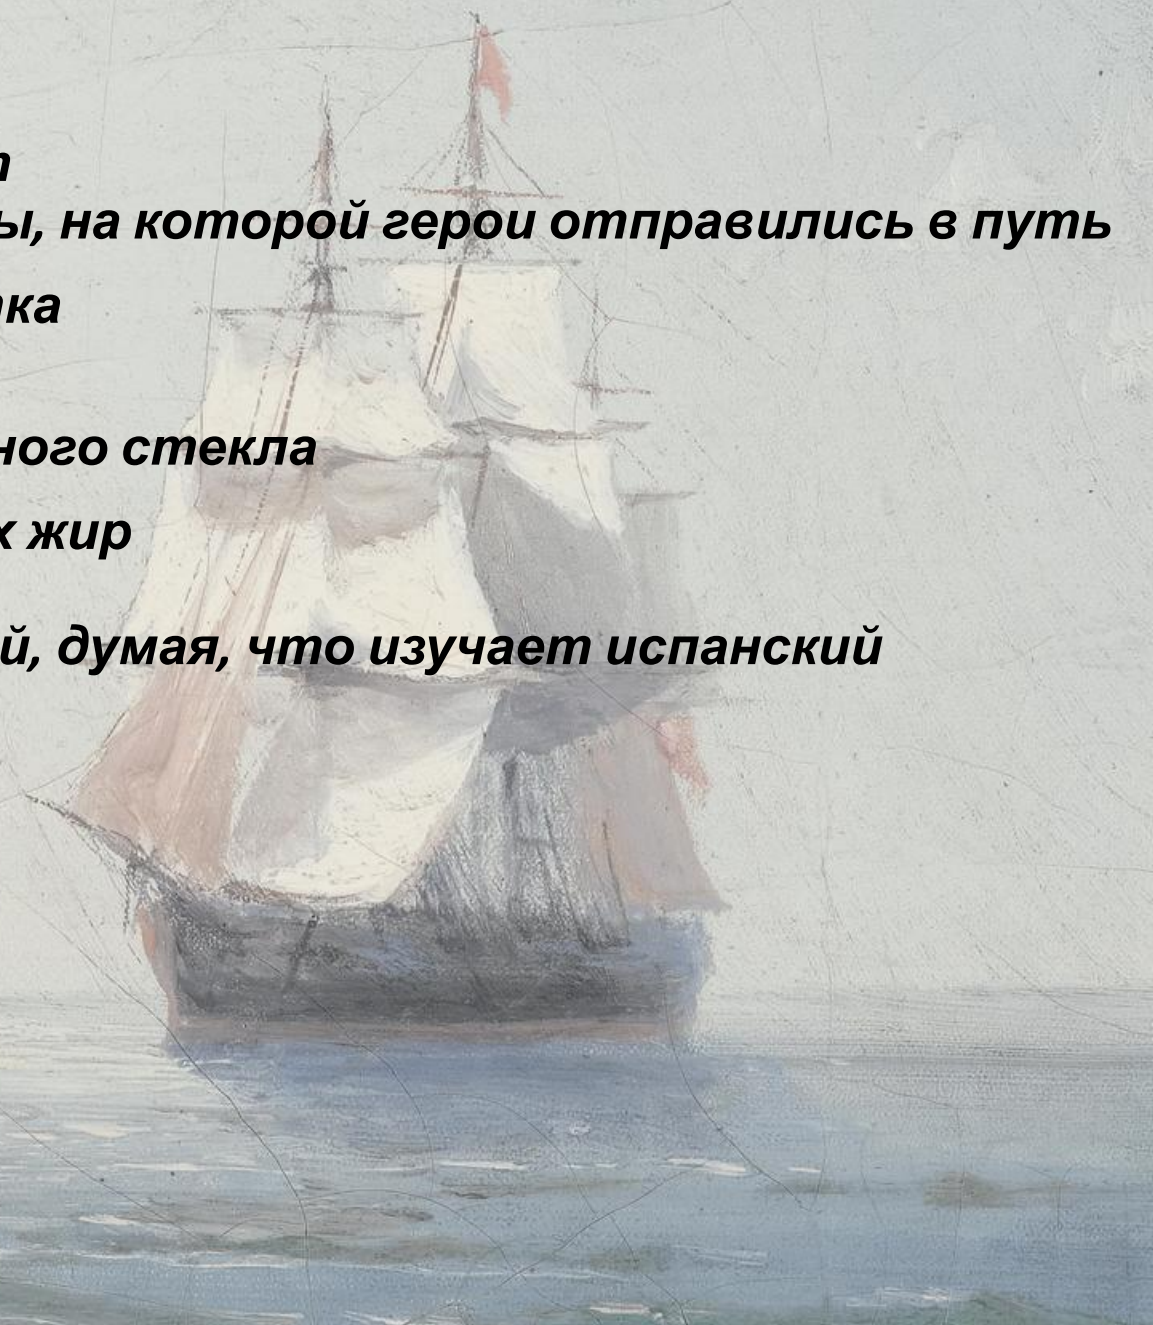 т
ы, на которой герои отправились в путь
ка
ного стекла
х жир
й, думая, что изучает испанский